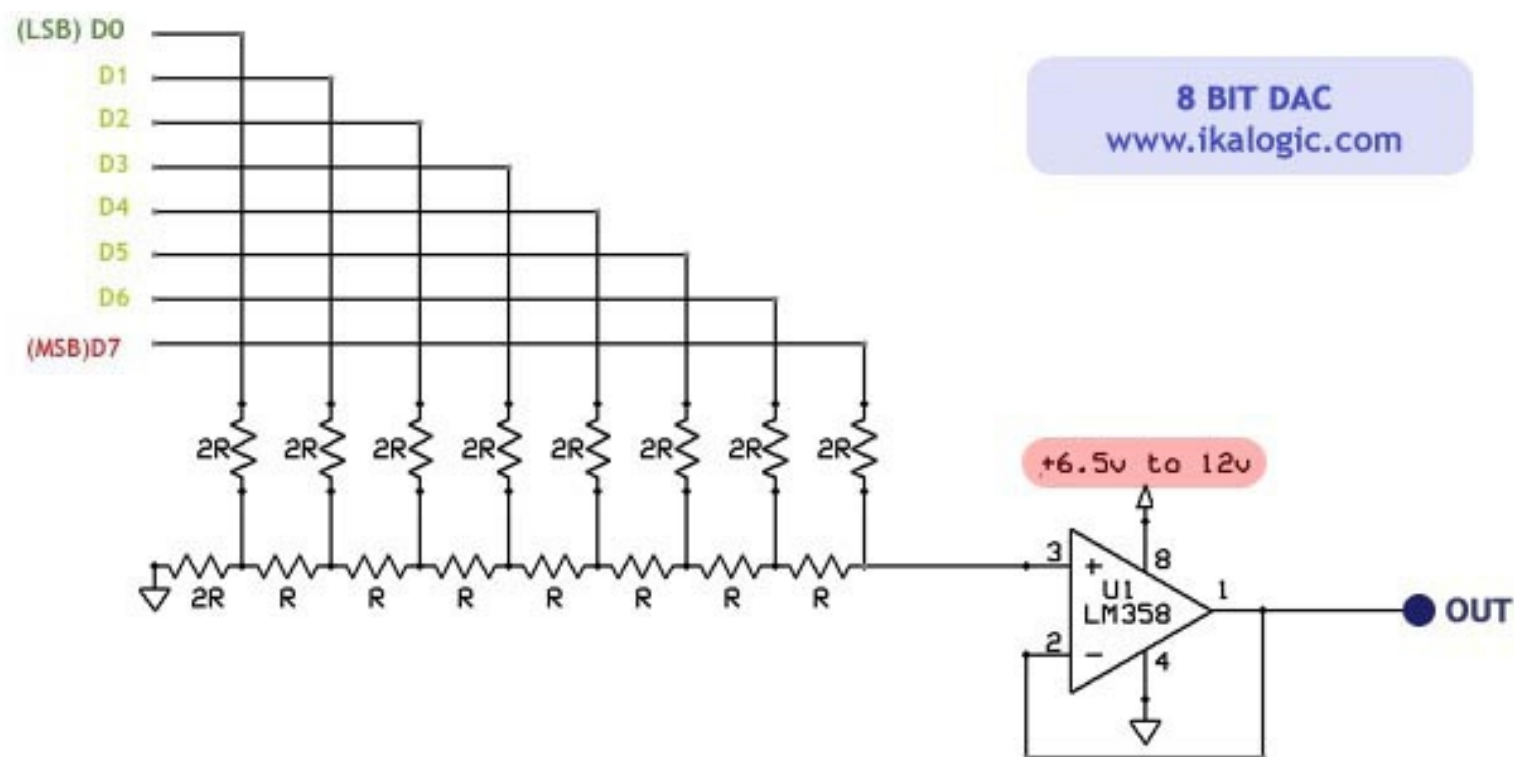 (LSB) D0
D1
D2
D3
D4
D5
D6
(MSB)D7
8 BIT DAC
www.ikalogic.com
2R 2R 2R 2R 2R 2R 2R 2R
+6.5v to 12v
2R R R R R R R R
3
+
8
U1
LM358
1
OUT
2
−
4